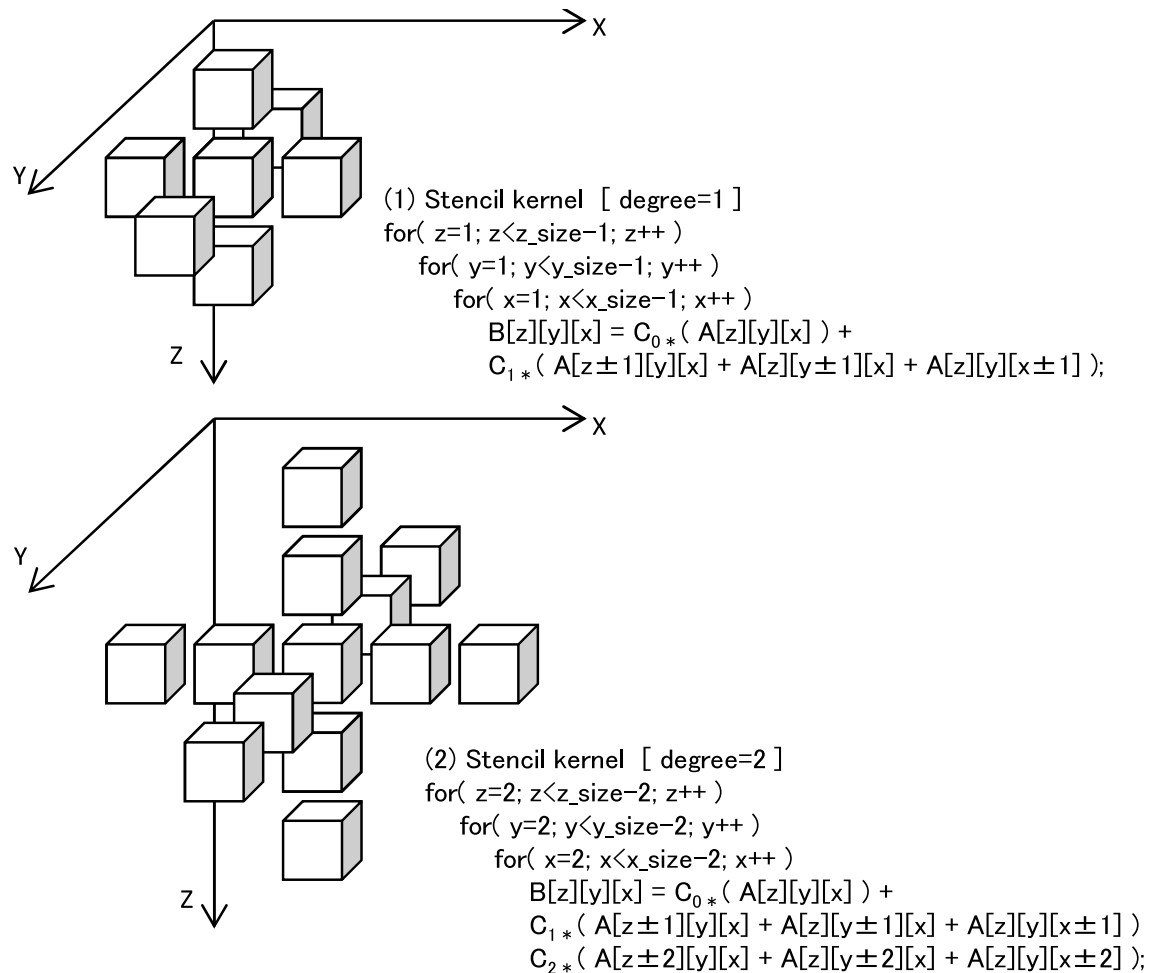 X
Y
(1) Stencil kernel [ degree=1 ]
for( z=1; z<z_size-1; z++ )
for( y=1; y<y_size-1; y++ )
for( x=1; x<x_size-1; x++ )
B[z][y][x] = C₀*( A[z][y][x] ) +
C₁*( A[z±1][y][x] + A[z][y±1][x] + A[z][y][x±1] );
Z
X
Y
(2) Stencil kernel [ degree=2 ]
for( z=2; z<z_size-2; z++ )
for( y=2; y<y_size-2; y++ )
for( x=2; x<x_size-2; x++ )
B[z][y][x] = C₀*( A[z][y][x] ) +
C₁*( A[z±1][y][x] + A[z][y±1][x] + A[z][y][x±1] )
C₂*( A[z±2][y][x] + A[z][y±2][x] + A[z][y][x±2] );
Z